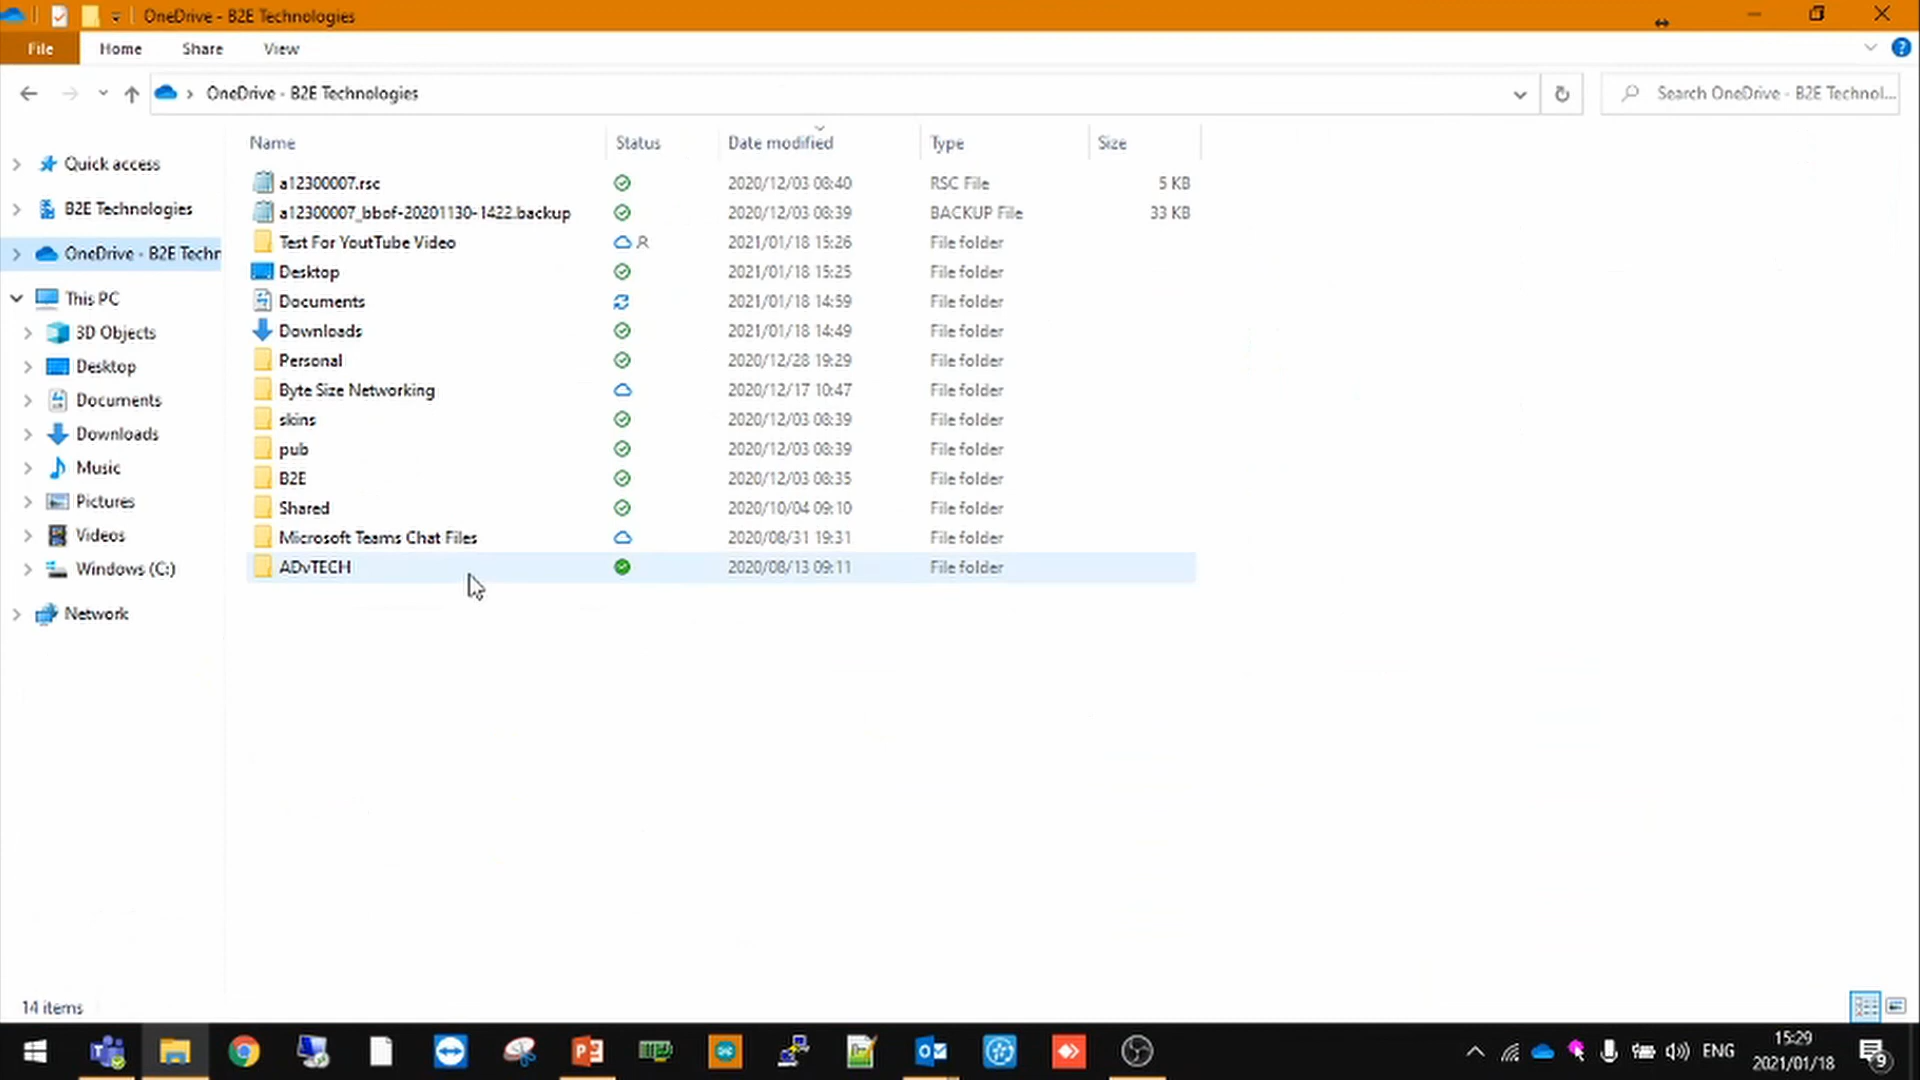 OneDrive - B2E Technologies
File Home Share View
OneDrive - B2E Technologies
Search OneDrive - B2E Technol...
Name Status Date modified Type Size
Quick access
B2E Technologies
OneDrive - B2E Techn
This PC
3D Objects
Desktop
Documents
Downloads
Music
Pictures
Videos
Windows (C:)
Network
a12300007.rsc 2020/12/03 08:40 RSC File 5 KB
a12300007_bbof-20201130-1422.backup 2020/12/03 08:39 BACKUP File 33 KB
Test For YoutTube Video 2021/01/18 15:26 File folder
Desktop 2021/01/18 15:25 File folder
Documents 2021/01/18 14:59 File folder
Downloads 2021/01/18 14:49 File folder
Personal 2020/12/28 19:29 File folder
Byte Size Networking 2020/12/17 10:47 File folder
skins 2020/12/03 08:39 File folder
pub 2020/12/03 08:39 File folder
B2E 2020/12/03 08:35 File folder
Shared 2020/10/04 09:10 File folder
Microsoft Teams Chat Files 2020/08/31 19:31 File folder
ADvTECH 2020/08/13 09:11 File folder
14 items
ENG
15:29
2021/01/18
9